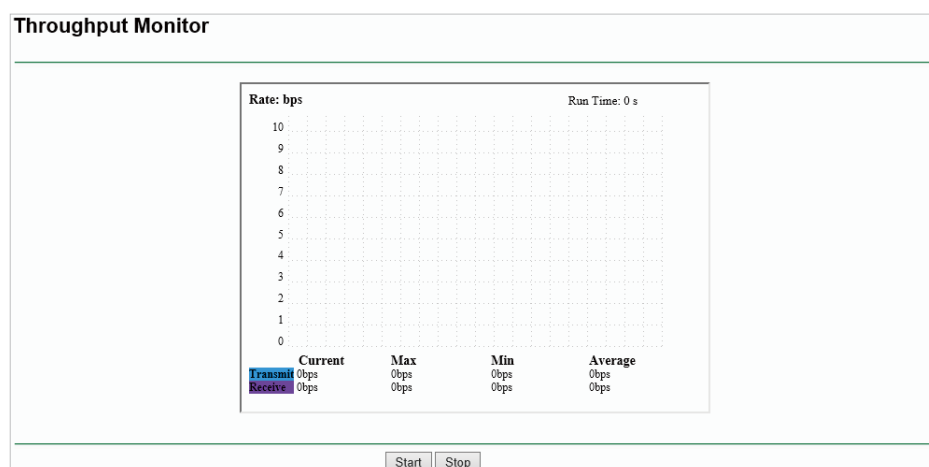 Throughput Monitor
Rate: bps Run Time: 0 s
10
9
8
7
6
5
4
3
2
1
0
Current Max Min Average
Transmit 0bps 0bps 0bps 0bps
Receive 0bps 0bps 0bps 0bps
Start Stop